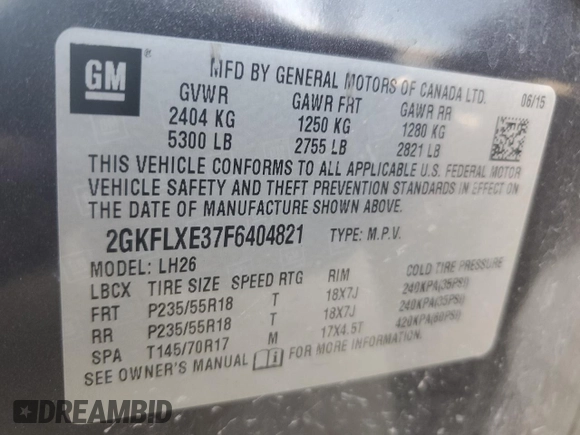 GM ®
MFD BY GENERAL MOTORS OF CANADA LTD.
06/15
GVWR GAWR FRT GAWR RR
2404 KG 1250 KG 1280 KG
5300 LB 2755 LB 2821 LB
THIS VEHICLE CONFORMS TO ALL APPLICABLE U.S. FEDERAL MOTOR
VEHICLE SAFETY AND THEFT PREVENTION STANDARDS IN EFFECT ON
THE DATE OF MANUFACTURE SHOWN ABOVE.
2GKFLXE37F6404821 TYPE: M.P.V.
MODEL: LH26
LBCX TIRE SIZE SPEED RTG RIM COLD TIRE PRESSURE
FRT P235/55R18 T 18X7J 240KPA(35PSI)
RR P235/55R18 T 18X7J 240KPA(35PSI)
SPA T145/70R17 M 17X4.5T 420KPA(60PSI)
SEE OWNER'S MANUAL FOR MORE INFORMATION.
DREAMBID